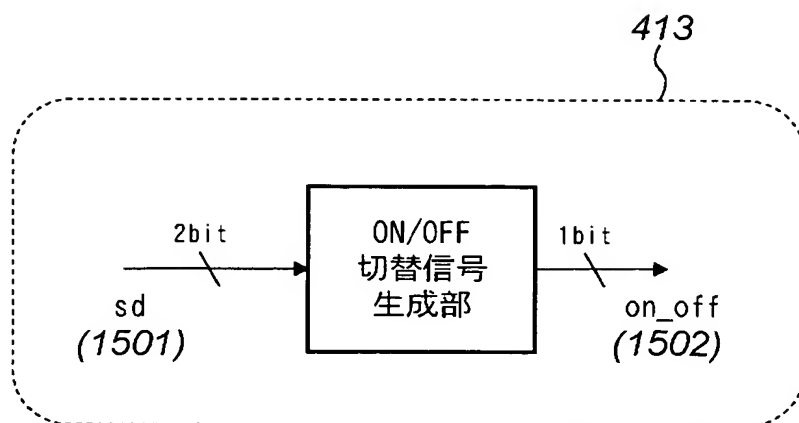 413
2bit
ON/OFF
切替信号
生成部
1bit
sd
(1501)
on_off
(1502)